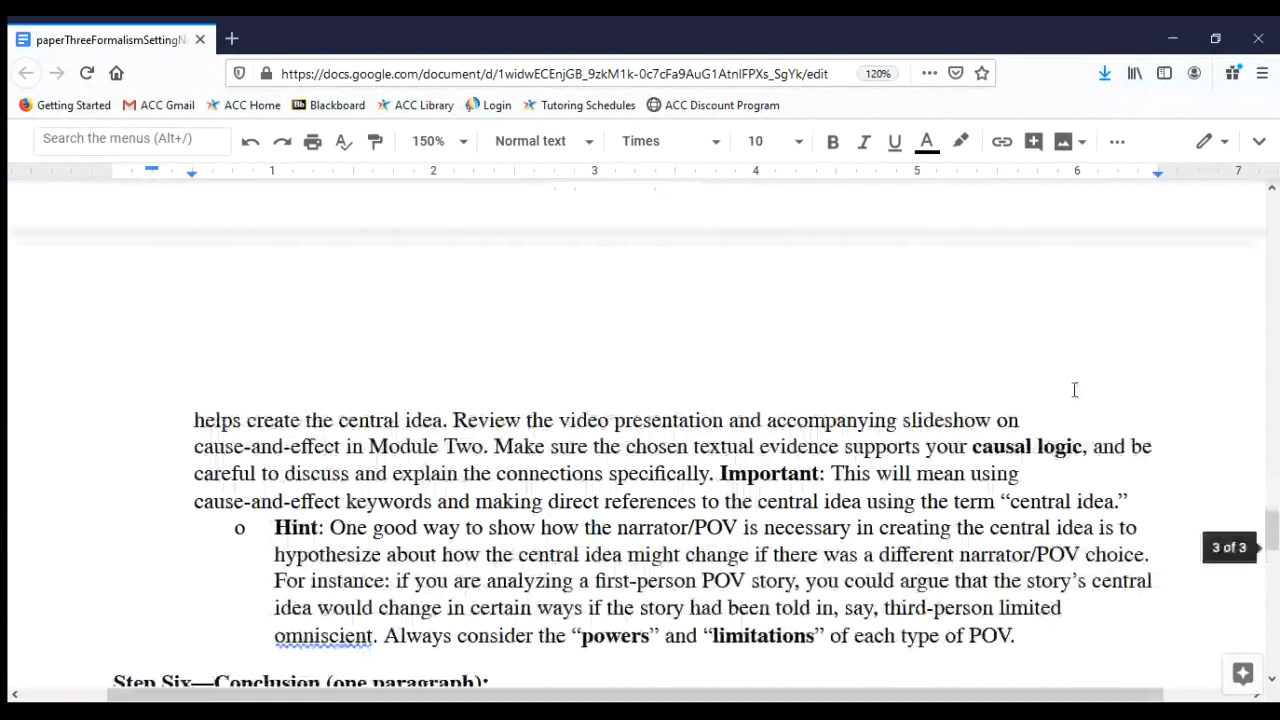 paperThreeFormalismSettingN
https://docs.google.com/document/d/1widwECEnjGB_9zkM1k-0c7cFa9AuG1AtnIFPXs_SgYk/edit 120%
Getting Started ACC Gmail ACC Home Blackboard ACC Library Login Tutoring Schedules ACC Discount Program
Search the menus (Alt+/) 150% Normal text Times 10 B I U A
1 2 3 4 5 6 7
helps create the central idea. Review the video presentation and accompanying slideshow on
cause-and-effect in Module Two. Make sure the chosen textual evidence supports your causal logic, and be
careful to discuss and explain the connections specifically. Important: This will mean using
cause-and-effect keywords and making direct references to the central idea using the term “central idea.”
o Hint: One good way to show how the narrator/POV is necessary in creating the central idea is to
hypothesize about how the central idea might change if there was a different narrator/POV choice.
3 of 3
For instance: if you are analyzing a first-person POV story, you could argue that the story’s central
idea would change in certain ways if the story had been told in, say, third-person limited
omniscient. Always consider the “powers” and “limitations” of each type of POV.
Step Six—Conclusion (one paragraph):